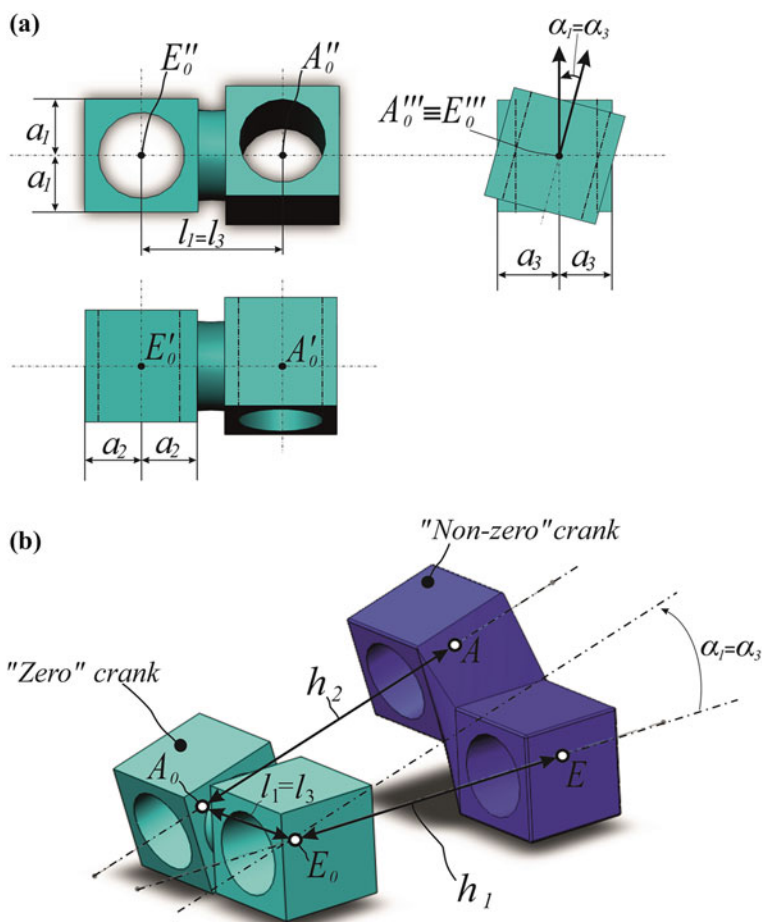 (a)
E₀″
A₀″
α₁=α₃
A₀‴≡E₀‴
a₁
a₁
l₁=l₃
a₃
a₃
E₀′
A₀′
a₂
a₂
(b)
"Non-zero" crank
"Zero" crank
A
α₁=α₃
h₂
A₀
l₁=l₃
E
E₀
h₁